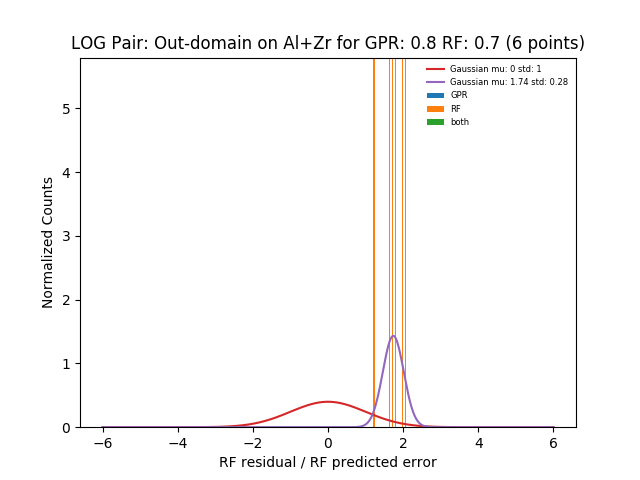 LOG Pair: Out-domain on Al+Zr for GPR: 0.8 RF: 0.7 (6 points)
Gaussian mu: 0 std: 1
Gaussian mu: 1.74 std: 0.28
GPR
RF
both
Normalized Counts
5
4
3
2
1
0
−6 −4 −2 0 2 4 6
RF residual / RF predicted error